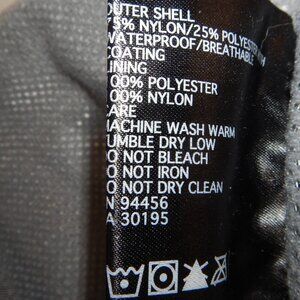 OUTER SHELL
75% NYLON/25% POLYESTER
WATERPROOF/BREATHABLE
COATING
LINING
100% POLYESTER
100% NYLON
CARE
MACHINE WASH WARM
TUMBLE DRY LOW
DO NOT BLEACH
DO NOT IRON
DO NOT DRY CLEAN
N 94456
A 30195